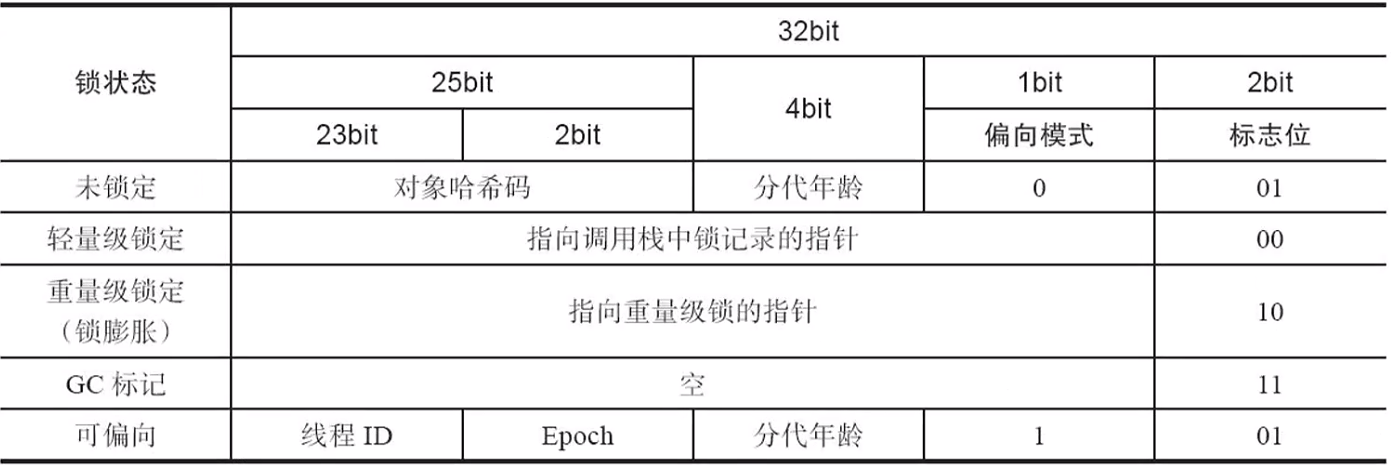 锁状态
32bit
25bit
4bit
1bit
2bit
23bit
2bit
偏向模式
标志位
未锁定
对象哈希码
分代年龄
0
01
轻量级锁定
指向调用栈中锁记录的指针
00
重量级锁定
（锁膨胀）
指向重量级锁的指针
10
GC 标记
空
11
可偏向
线程 ID
Epoch
分代年龄
1
01